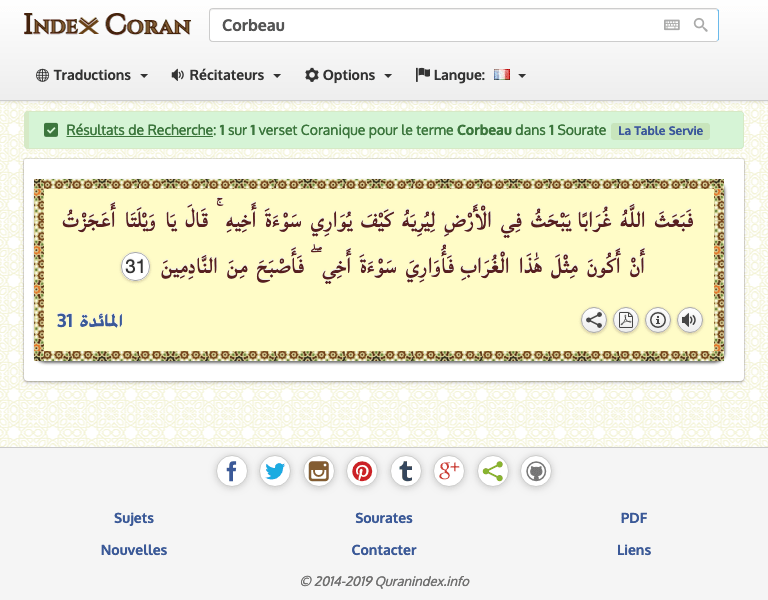 Index Coran
Corbeau
Traductions Récitateurs Options Langue:
Résultats de Recherche: 1 sur 1 verset Coranique pour le terme Corbeau dans 1 Sourate La Table Servie
فَبَعَثَ اللَّهُ غُرَابًا يَبْحَثُ فِي الْأَرْضِ لِيُرِيَهُ كَيْفَ يُوَارِي سَوْءَةَ أَخِيهِ ۚ قَالَ يَا وَيْلَتَا أَعَجَزْتُ
أَنْ أَكُونَ مِثْلَ هَٰذَا الْغُرَابِ فَأُوَارِيَ سَوْءَةَ أَخِي ۖ فَأَصْبَحَ مِنَ النَّادِمِينَ 31
المائدة 31
Sujets Sourates PDF
Nouvelles Contacter Liens
© 2014-2019 Quranindex.info